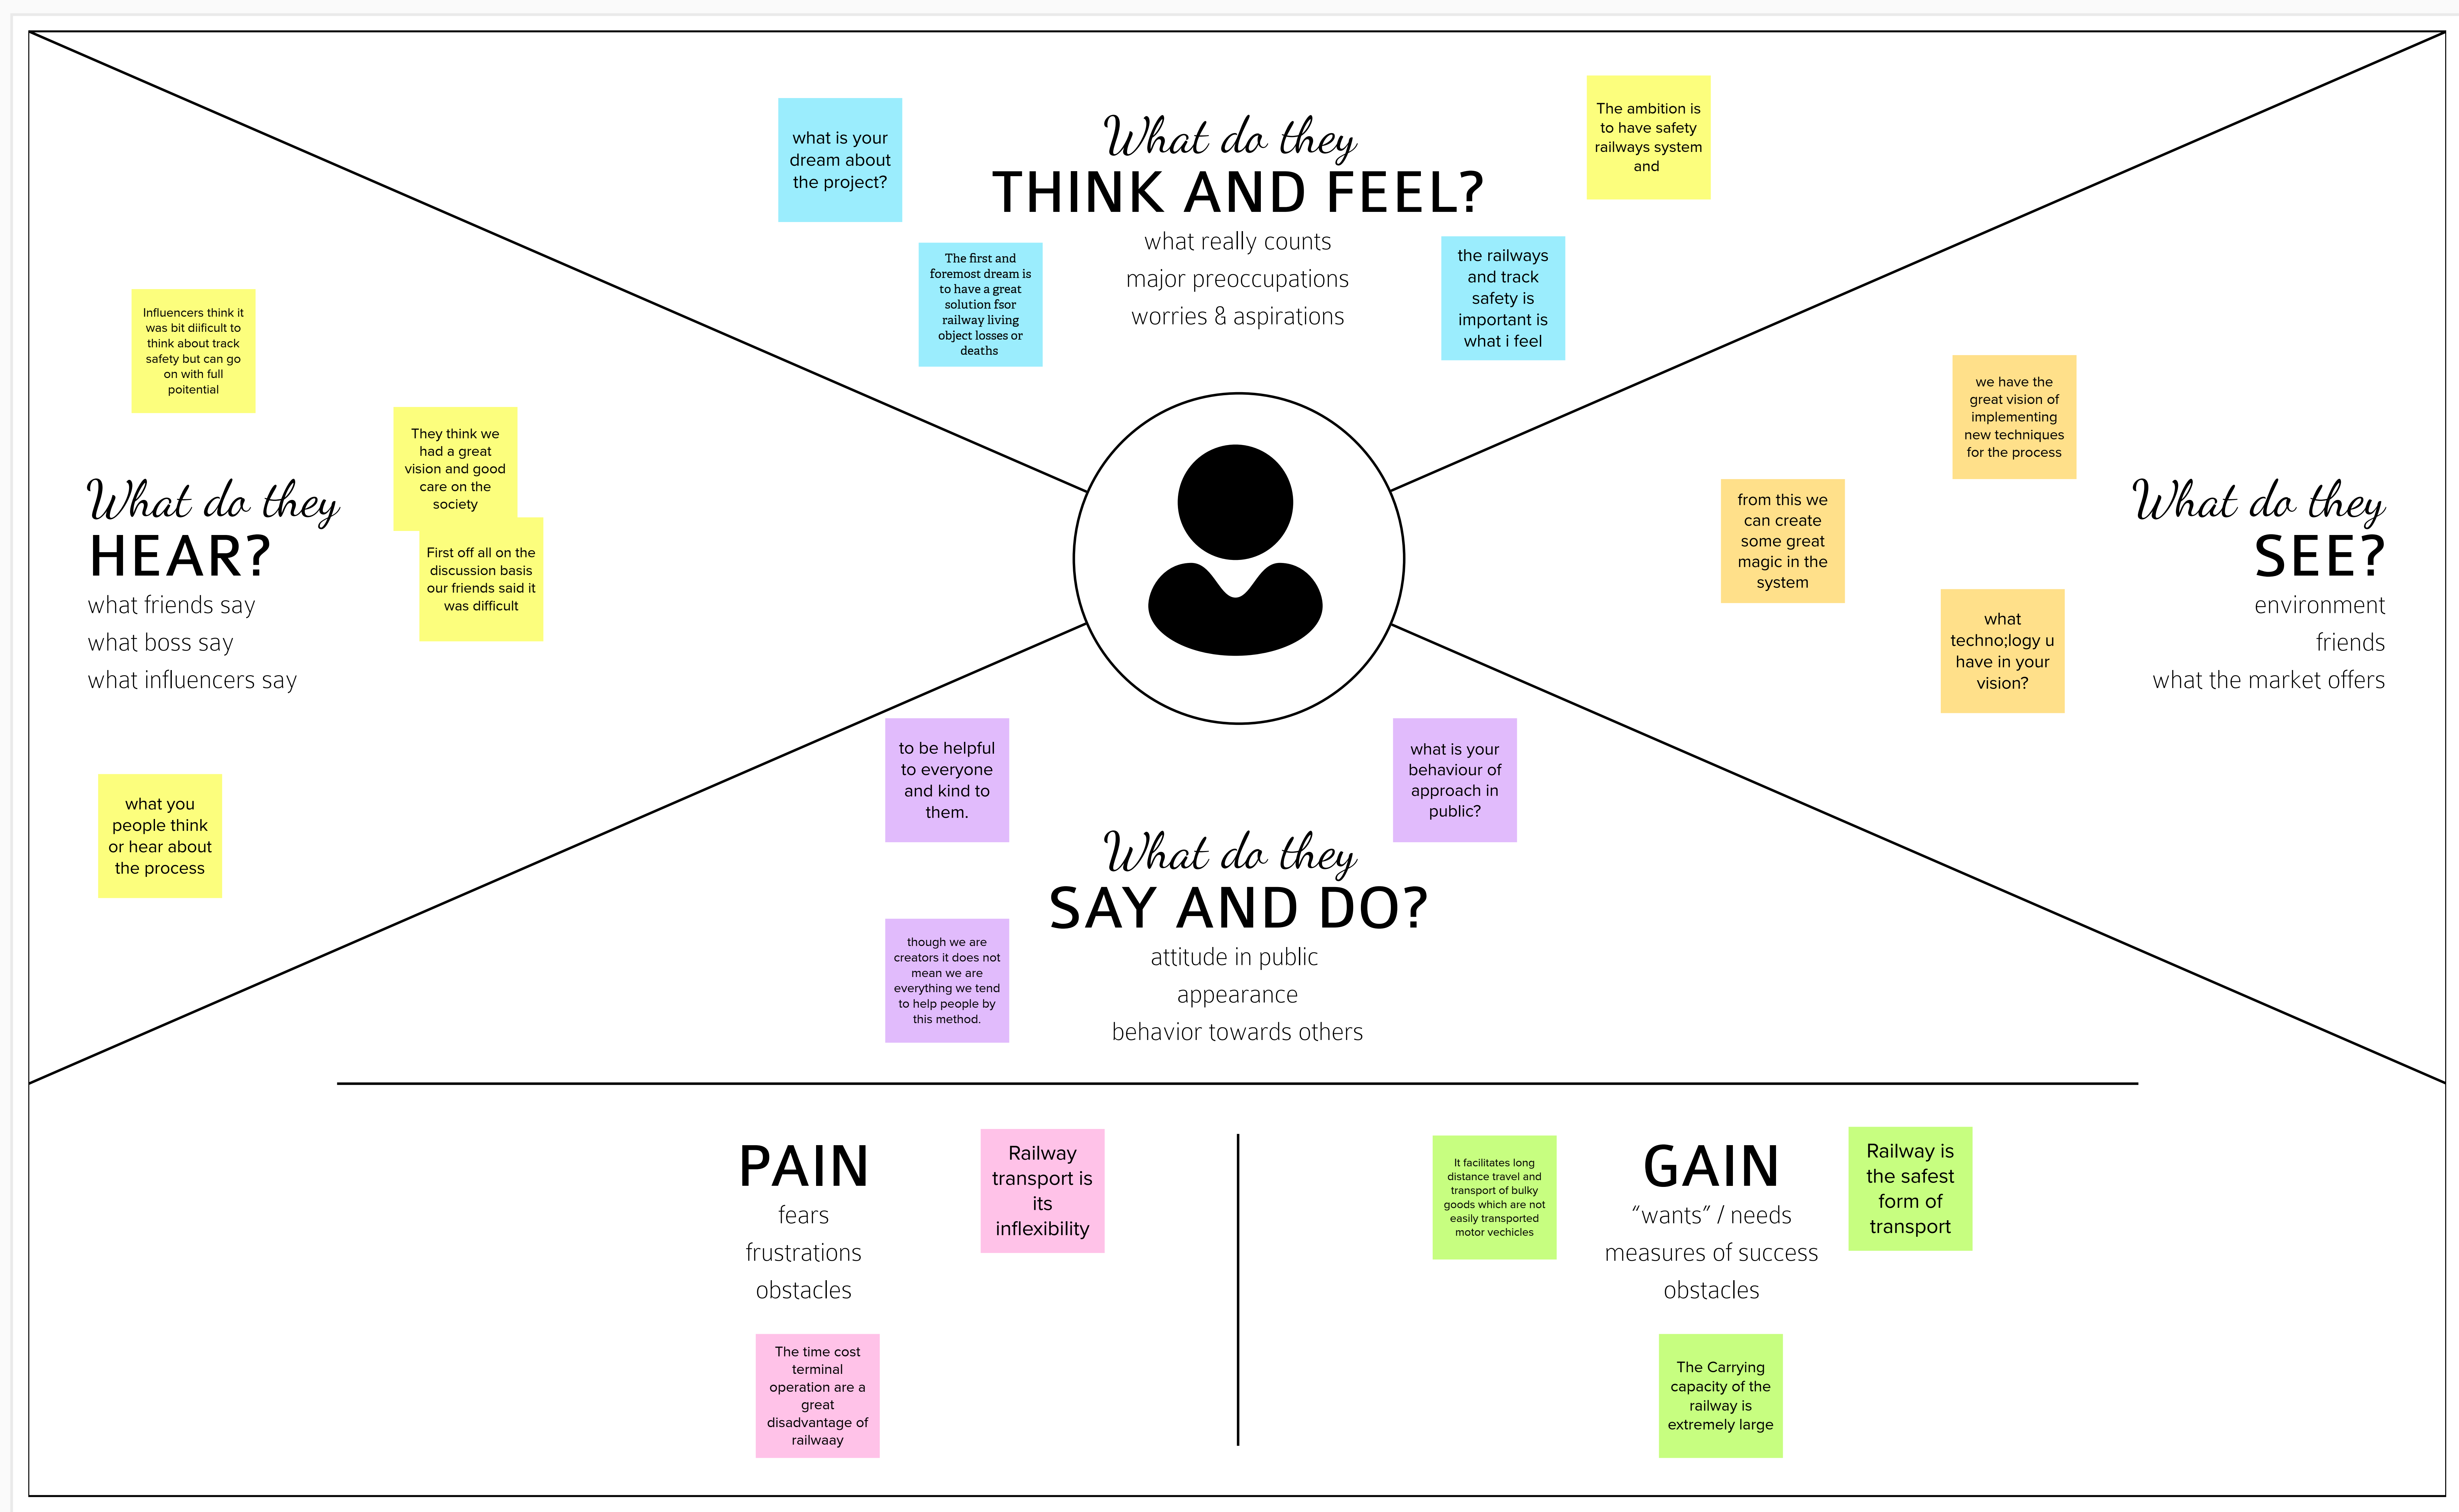 what is your
dream about
the project?
What do they
THINK AND FEEL?
what really counts
major preoccupations
worries & aspirations
The ambition is
to have safety
railways system
and
The first and
foremost dream is
to have a great
solution fsor
railway living
object losses or
deaths
the railways
and track
safety is
important is
what i feel
Influencers think it
was bit diificult to
think about track
safety but can go
on with full
poitential
They think we
had a great
vision and good
care on the
society
First off all on the
discussion basis
our friends said it
was difficult
What do they
HEAR?
what friends say
what boss say
what influencers say
what you
people think
or hear about
the process
we have the
great vision of
implementing
new techniques
for the process
from this we
can create
some great
magic in the
system
What do they
SEE?
environment
friends
what the market offers
what
techno;logy u
have in your
vision?
to be helpful
to everyone
and kind to
them.
what is your
behaviour of
approach in
public?
What do they
SAY AND DO?
attitude in public
appearance
behavior towards others
though we are
creators it does not
mean we are
everything we tend
to help people by
this method.
PAIN
fears
frustrations
obstacles
Railway
transport is
its
inflexibility
The time cost
terminal
operation are a
great
disadvantage of
railwaay
It facilitates long
distance travel and
transport of bulky
goods which are not
easily transported
motor vechicles
GAIN
“wants” / needs
measures of success
obstacles
Railway is
the safest
form of
transport
The Carrying
capacity of the
railway is
extremely large